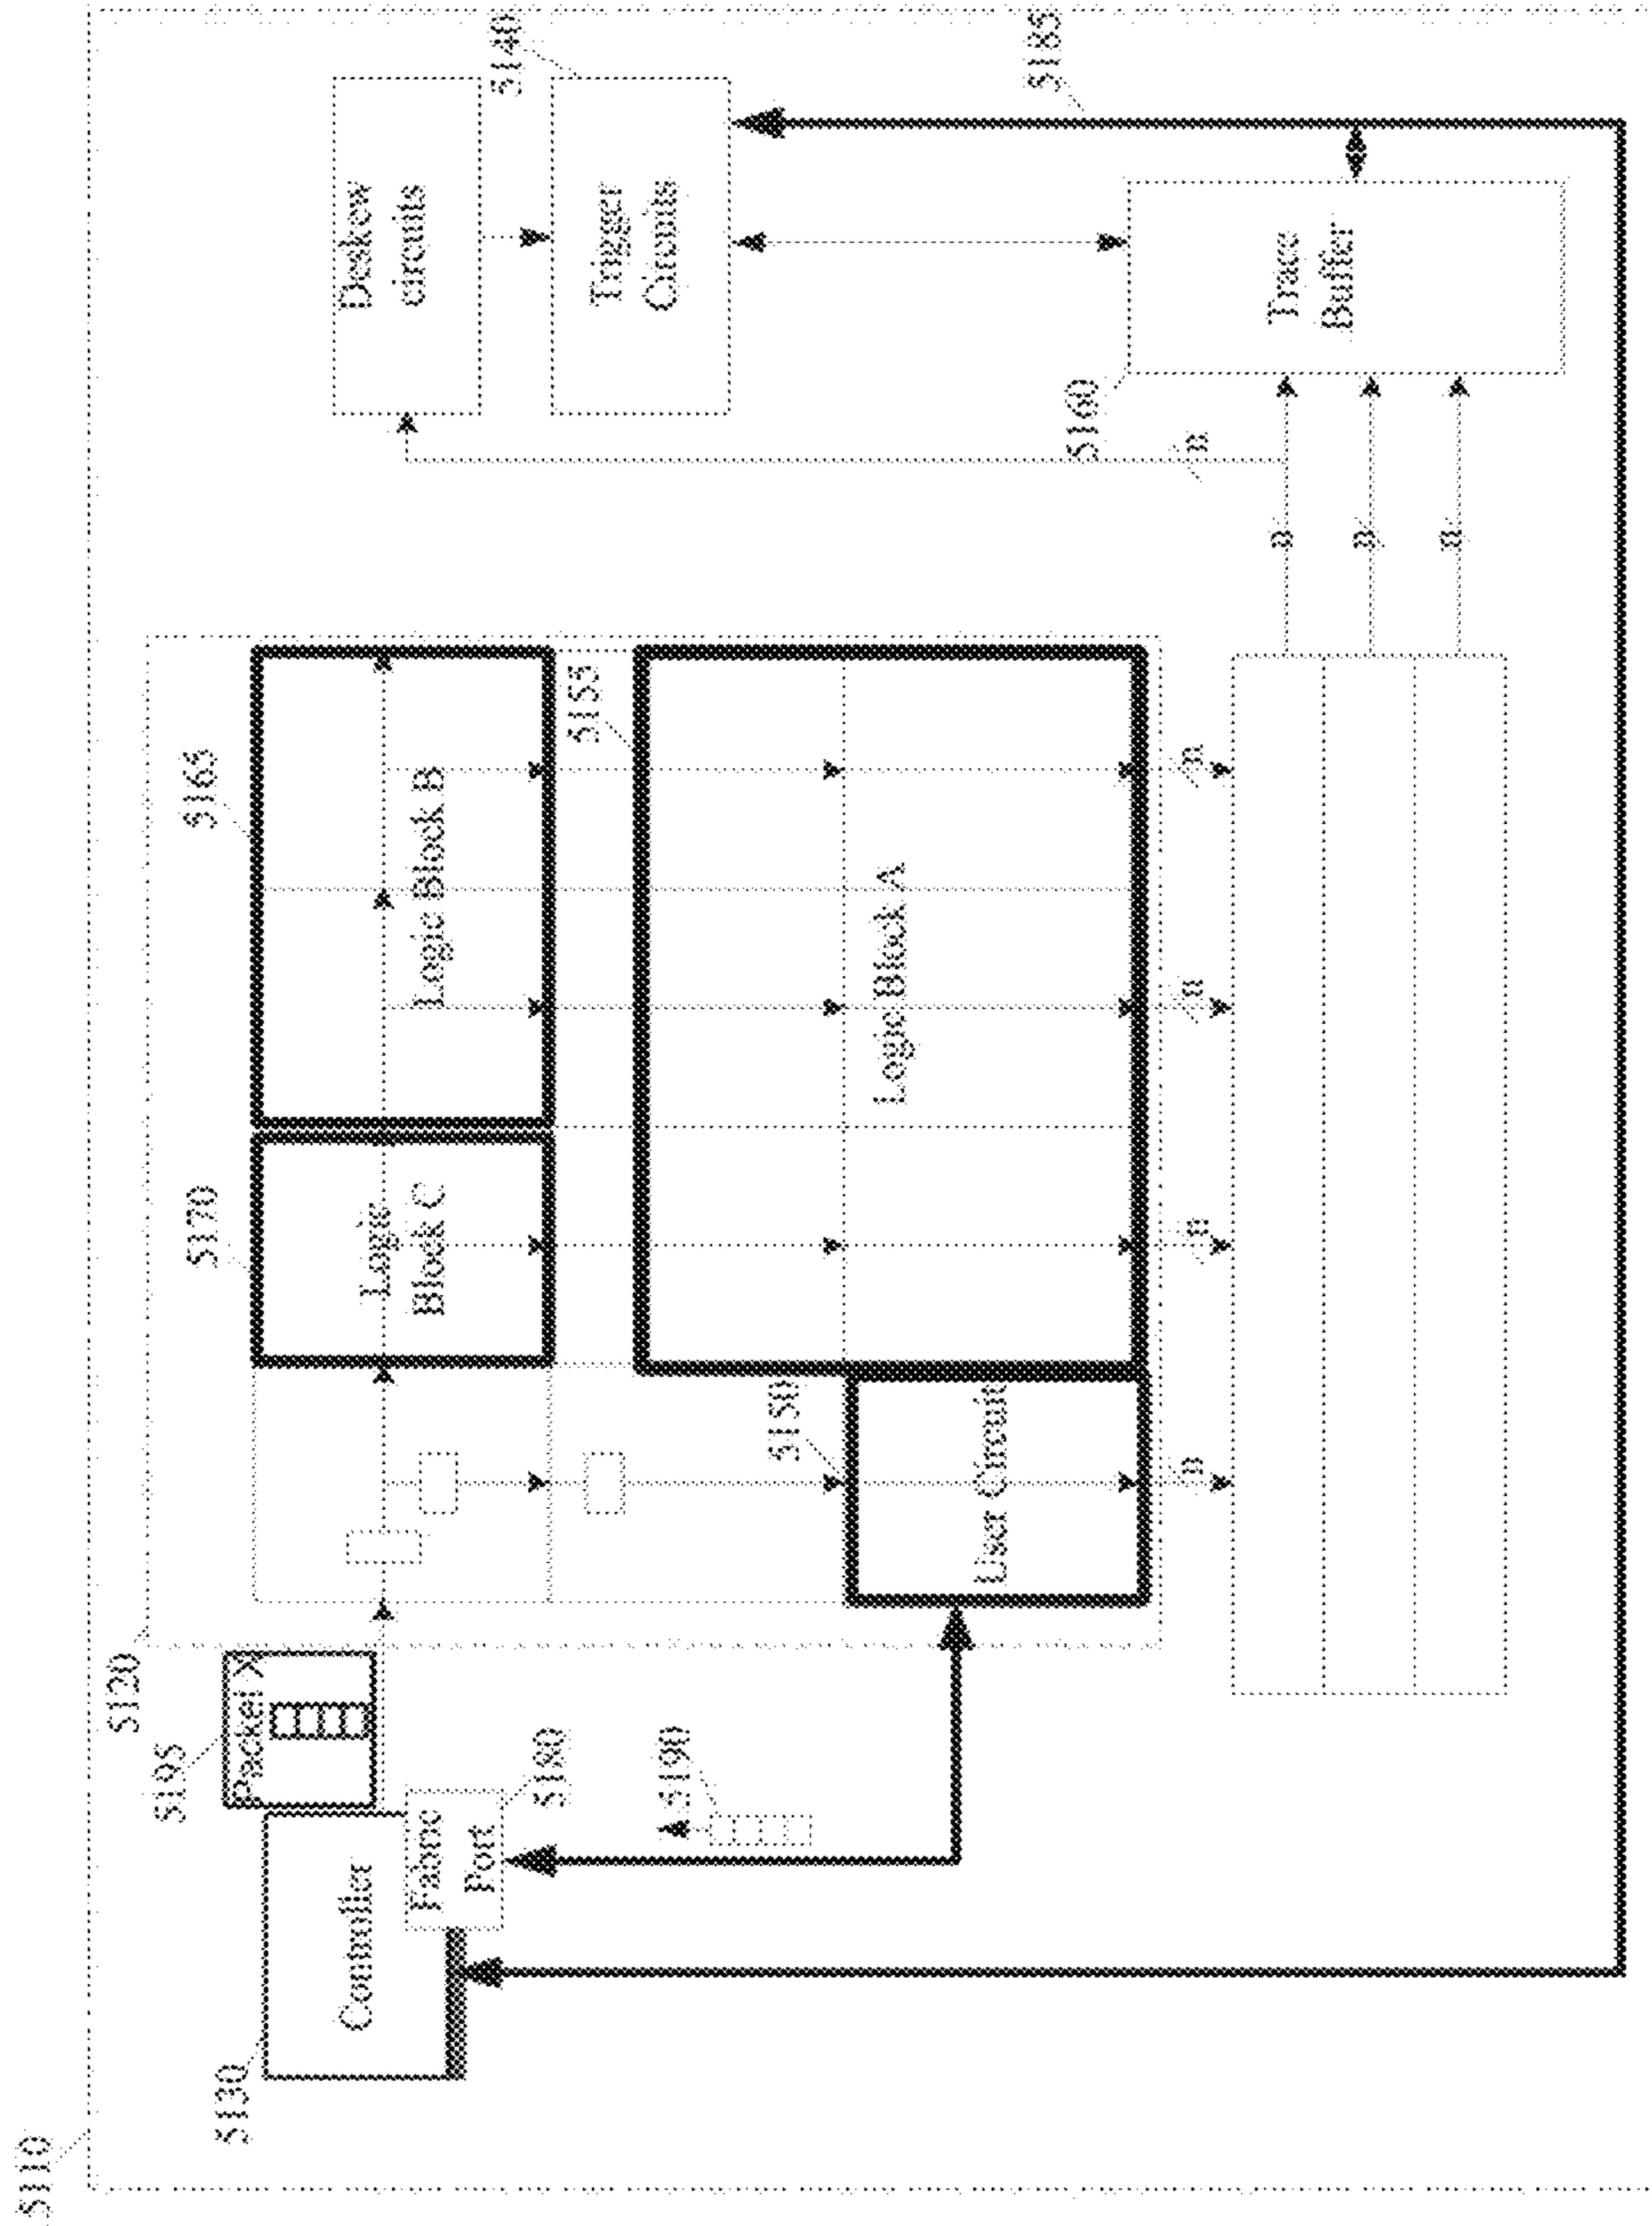 5110
5130
Controller
Fabric
Port
5180
5195
Packet X
5120
5190
5170
Logic
Block C
5165
Logic Block B
5155
Logic Block A
5150
User Circuit
n
n
n
n
n
n
n
n
Deskew
circuits
5140
Trigger
Circuits
5160
Trace
Buffer
5185